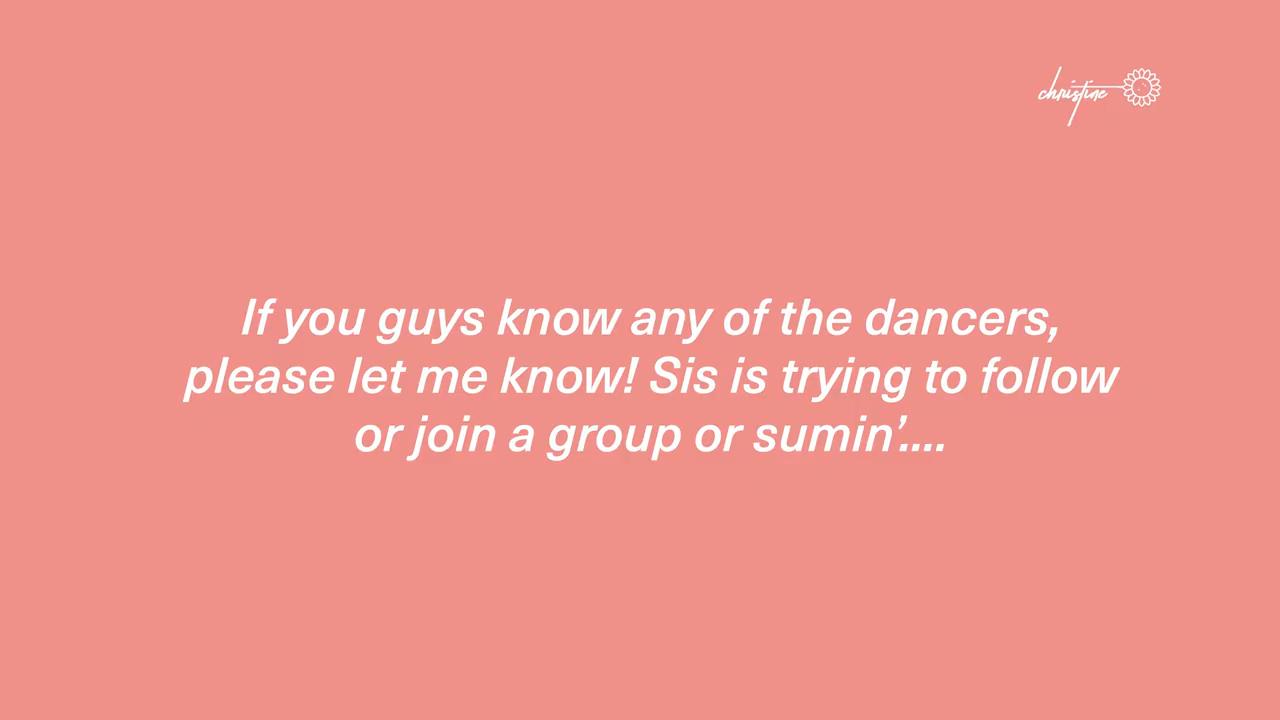 christine
If you guys know any of the dancers,
please let me know! Sis is trying to follow
or join a group or sumin’....